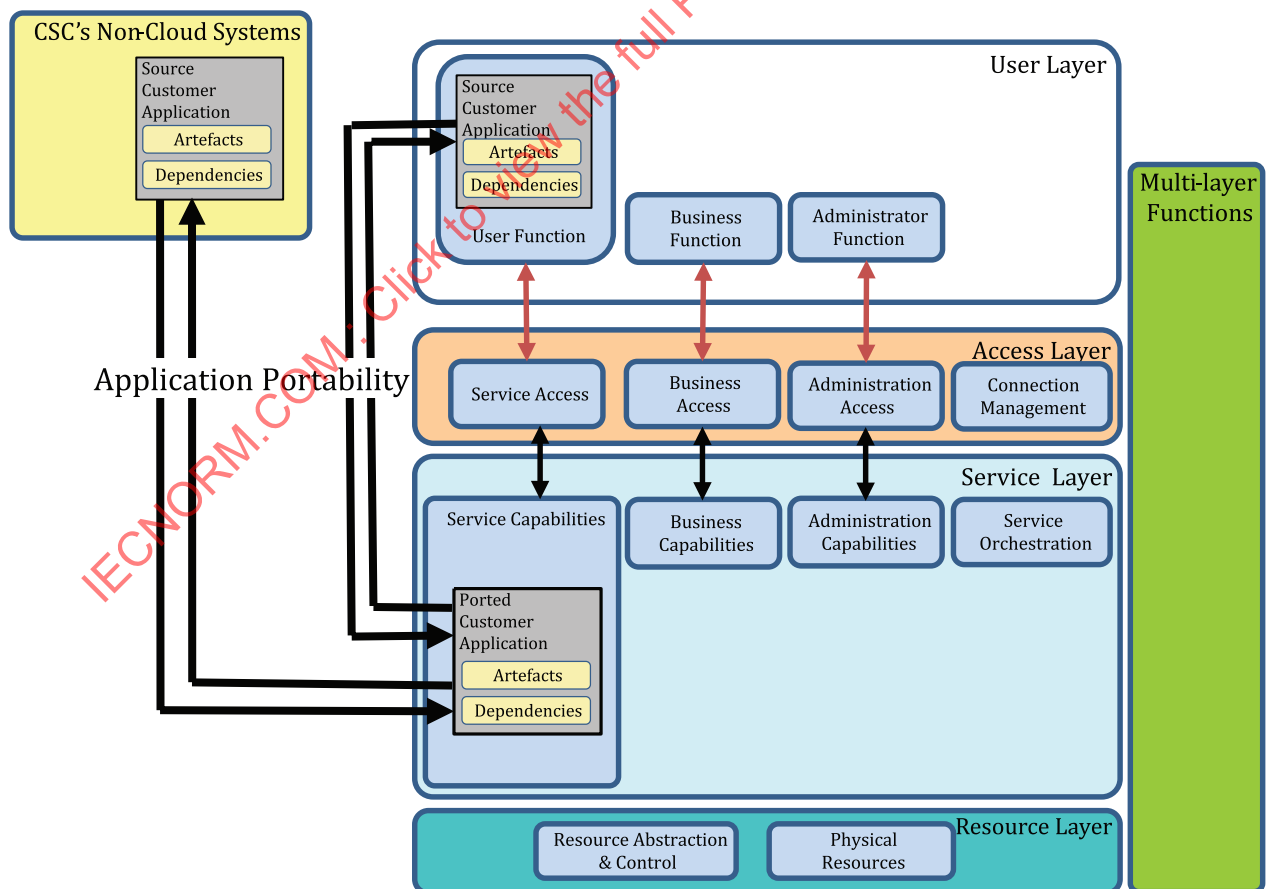 CSC's Non-Cloud Systems
Source
Customer
Application
Artefacts
Dependencies
User Layer
Source
Customer
Application
Artefacts
Dependencies
User Function
Business
Function
Administrator
Function
Multi-layer
Functions
Application Portability
Access Layer
Service Access
Business
Access
Administration
Access
Connection
Management
Service Layer
Service Capabilities
Business
Capabilities
Administration
Capabilities
Service
Orchestration
Ported
Customer
Application
Artefacts
Dependencies
Resource Layer
Resource Abstraction
& Control
Physical
Resources
IECNORM.COM : Click to view the full